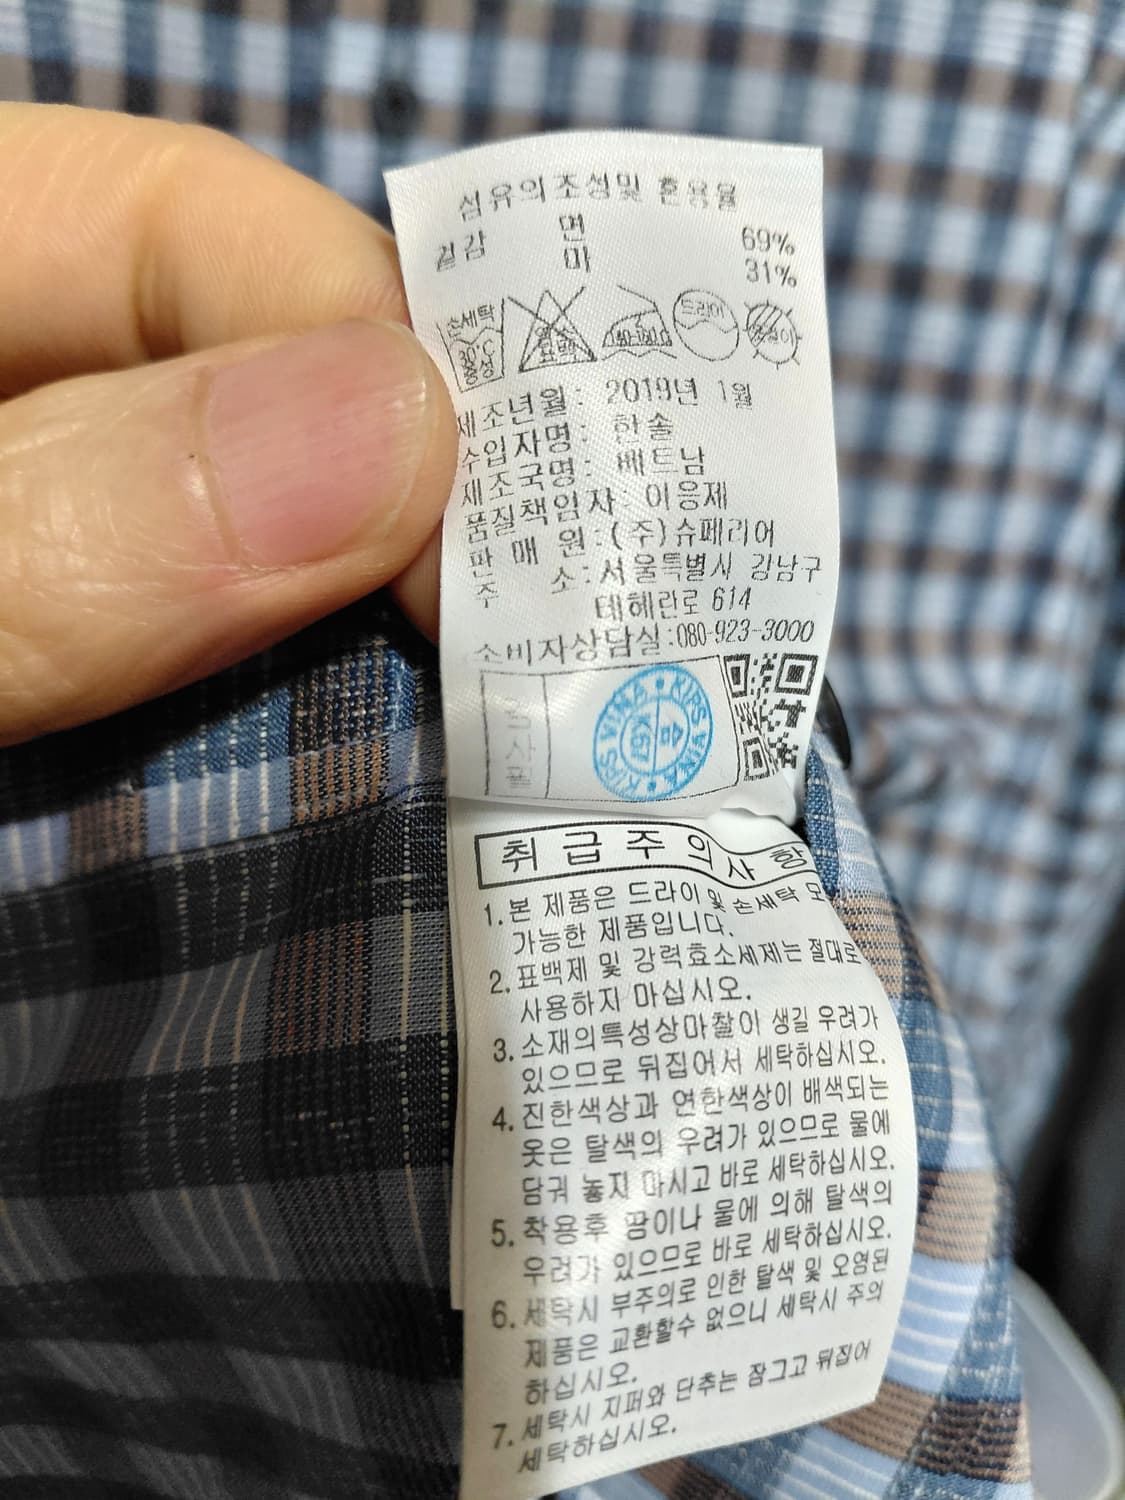 섬유의 조성및 혼용율
겉감 면 69%
마 31%
손세탁 30℃ 중성
염소 표백
180-160
드라이
제조년월: 2019년 1월
수입자명: 한솔
제조국명: 베트남
품질책임자: 이응제
판 매 원:(주)슈페리어
주 소:서울특별시 강남구
테헤란로 614
소비자상담실:080-923-3000
검사필
KIPS VINA • KIPS VINA •
취급주의사항
1. 본 제품은 드라이 및 손세탁 모
가능한 제품입니다.
2. 표백제 및 강력효소세제는 절대로
사용하지 마십시오.
3. 소재의특성상마찰이 생길 우려가
있으므로 뒤집어서 세탁하십시오.
4. 진한색상과 연한색상이 배색되는
옷은 탈색의 우려가 있으므로 물에
담궈 놓지 마시고 바로 세탁하십시오.
5. 착용후 땀이나 물에 의해 탈색의
우려가 있으므로 바로 세탁하십시오.
6. 세탁시 부주의로 인한 탈색 및 오염된
제품은 교환할수 없으니 세탁시 주의
하십시오.
7. 세탁시 지퍼와 단추는 잠그고 뒤집어
세탁하십시오.